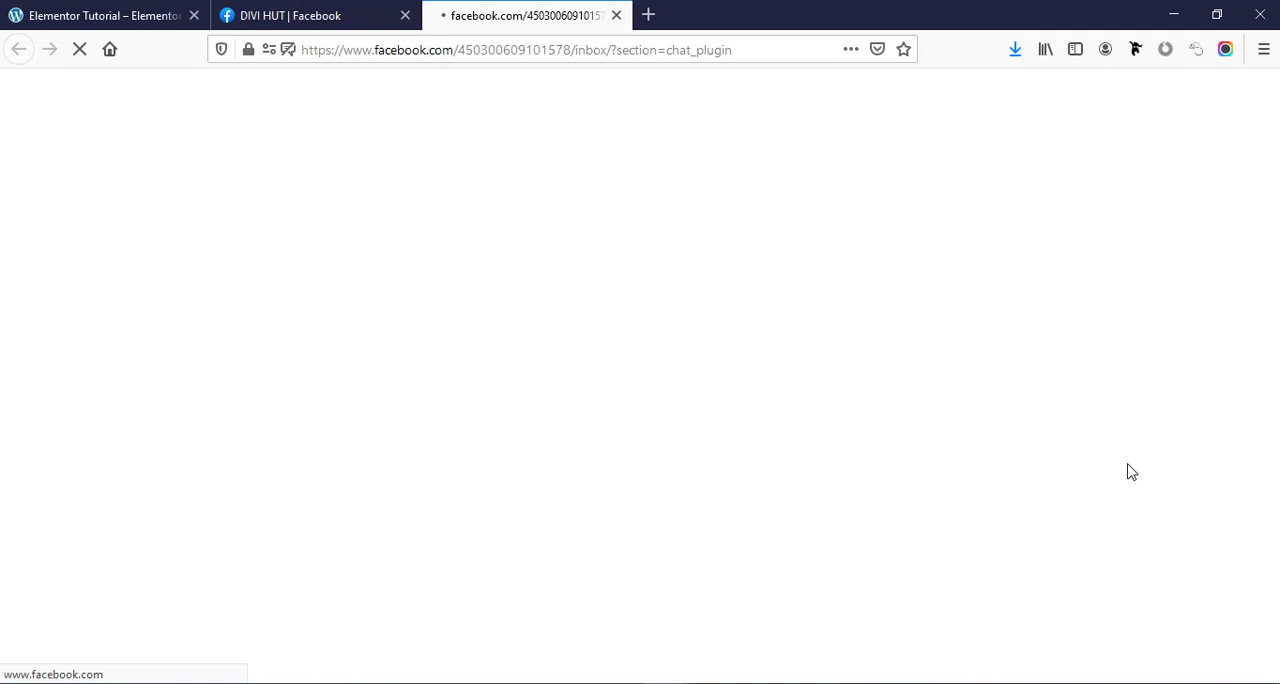 Elementor Tutorial – Elemento
DIVI HUT | Facebook
facebook.com/4503006091015
https://www.facebook.com/450300609101578/inbox/?section=chat_plugin
www.facebook.com